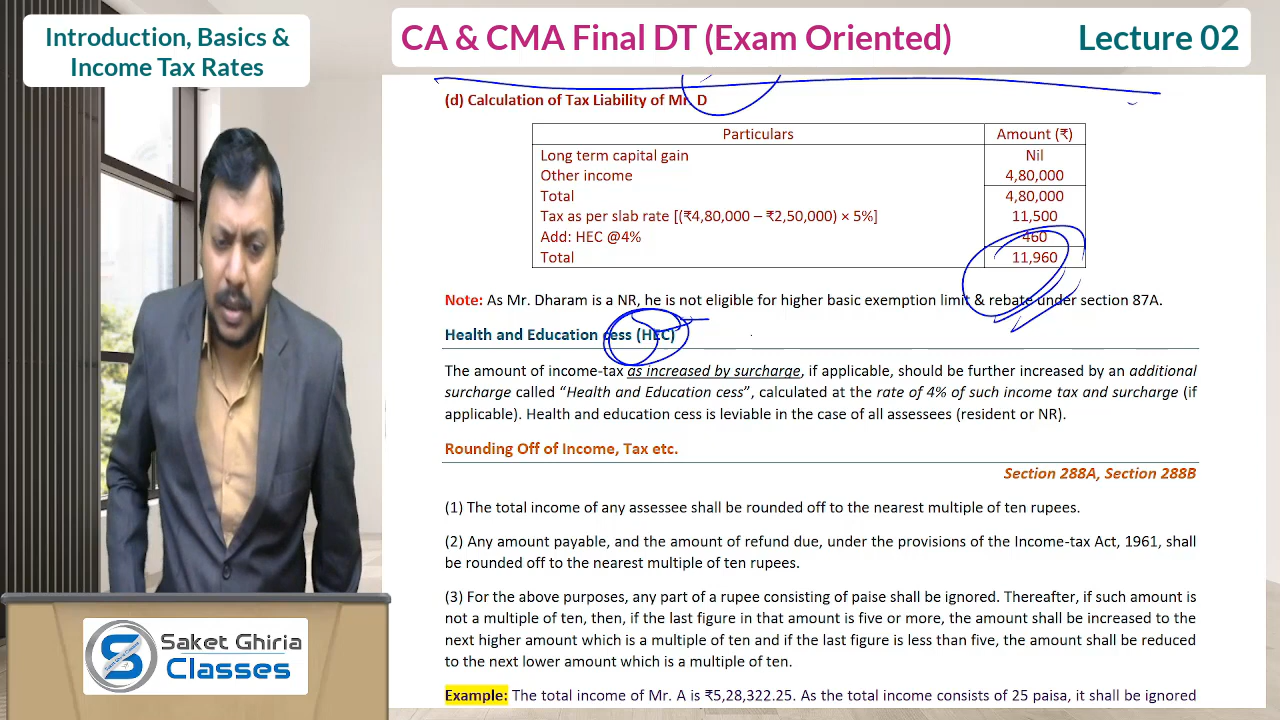 Introduction, Basics &
Income Tax Rates
CA & CMA Final DT (Exam Oriented)
Lecture 02
(d) Calculation of Tax Liability of Mr. D
Particulars Amount (₹)
Long term capital gain Nil
Other income 4,80,000
Total 4,80,000
Tax as per slab rate [(₹4,80,000 – ₹2,50,000) × 5%] 11,500
Add: HEC @4% 460
Total 11,960
Note: As Mr. Dharam is a NR, he is not eligible for higher basic exemption limit & rebate under section 87A.
Health and Education cess (HEC)
The amount of income-tax as increased by surcharge, if applicable, should be further increased by an additional
surcharge called “Health and Education cess”, calculated at the rate of 4% of such income tax and surcharge (if
applicable). Health and education cess is leviable in the case of all assessees (resident or NR).
Rounding Off of Income, Tax etc.
Section 288A, Section 288B
(1) The total income of any assessee shall be rounded off to the nearest multiple of ten rupees.
(2) Any amount payable, and the amount of refund due, under the provisions of the Income-tax Act, 1961, shall
be rounded off to the nearest multiple of ten rupees.
(3) For the above purposes, any part of a rupee consisting of paise shall be ignored. Thereafter, if such amount is
not a multiple of ten, then, if the last figure in that amount is five or more, the amount shall be increased to the
next higher amount which is a multiple of ten and if the last figure is less than five, the amount shall be reduced
to the next lower amount which is a multiple of ten.
Example: The total income of Mr. A is ₹5,28,322.25. As the total income consists of 25 paisa, it shall be ignored
Saket Ghiria
Classes